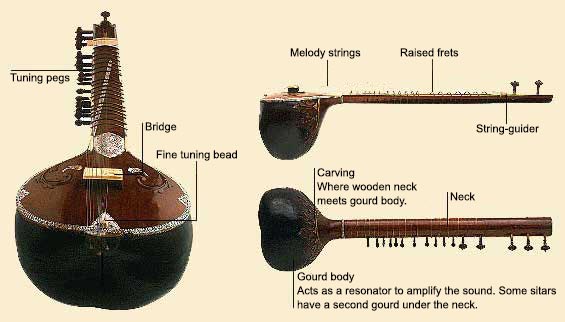 Tuning pegs
Bridge
Fine tuning bead
Melody strings
Raised frets
String-guider
Carving
Where wooden neck
meets gourd body.
Neck
Gourd body
Acts as a resonator to amplify the sound. Some sitars
have a second gourd under the neck.